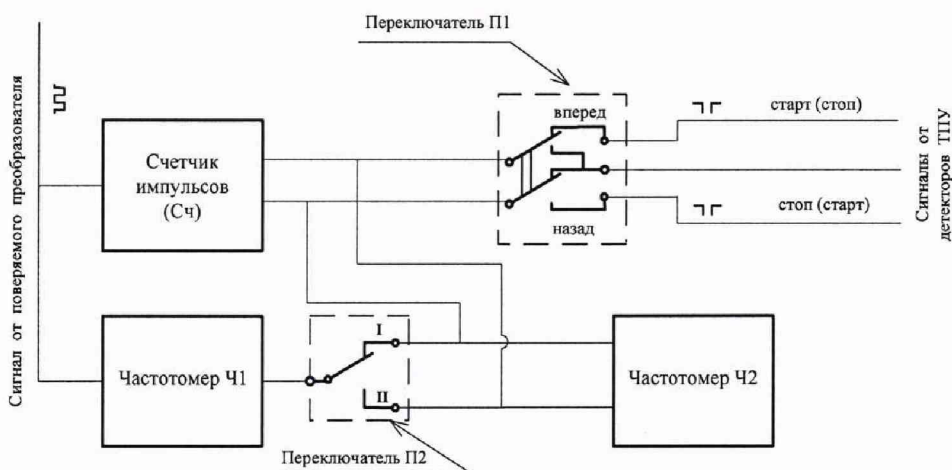 Переключатель П1
Сигнал от поверяемого преобразователя
вперед
старт (стоп)
Счетчик
импульсов
(Сч)
Сигналы от
детекторов ТПУ
стоп (старт)
назад
I
Частотомер Ч1
Частотомер Ч2
II
Переключатель П2